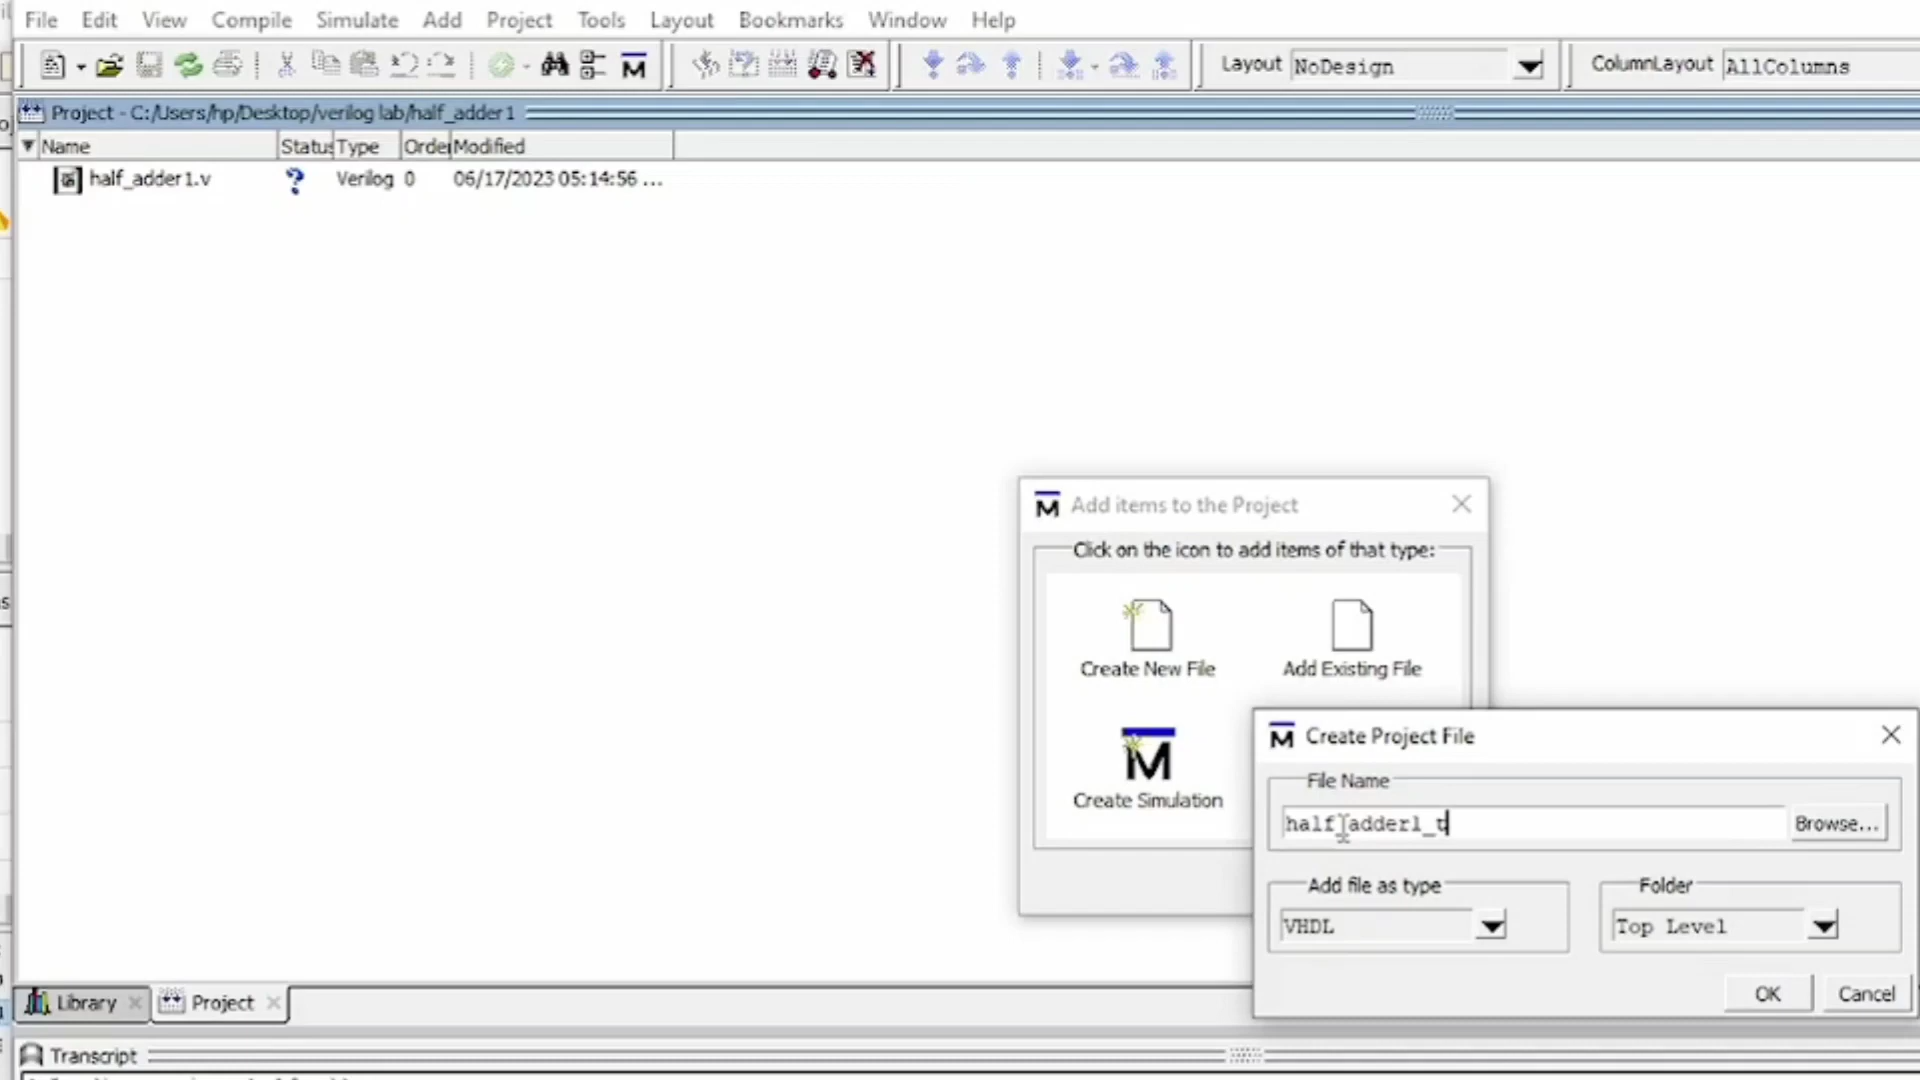 File Edit View Compile Simulate Add Project Tools Layout Bookmarks Window Help
Layout NoDesign ColumnLayout AllColumns
Project - C:/Users/hp/Desktop/verilog lab/half_adder1
Name Status Type Order Modified
half_adder1.v ? Verilog 0 06/17/2023 05:14:56 ...
Add items to the Project
Click on the icon to add items of that type:
Create New File Add Existing File
Create Simulation
Create Project File
File Name
half_adder1_t Browse...
Add file as type Folder
VHDL Top Level
OK Cancel
Library Project
Transcript